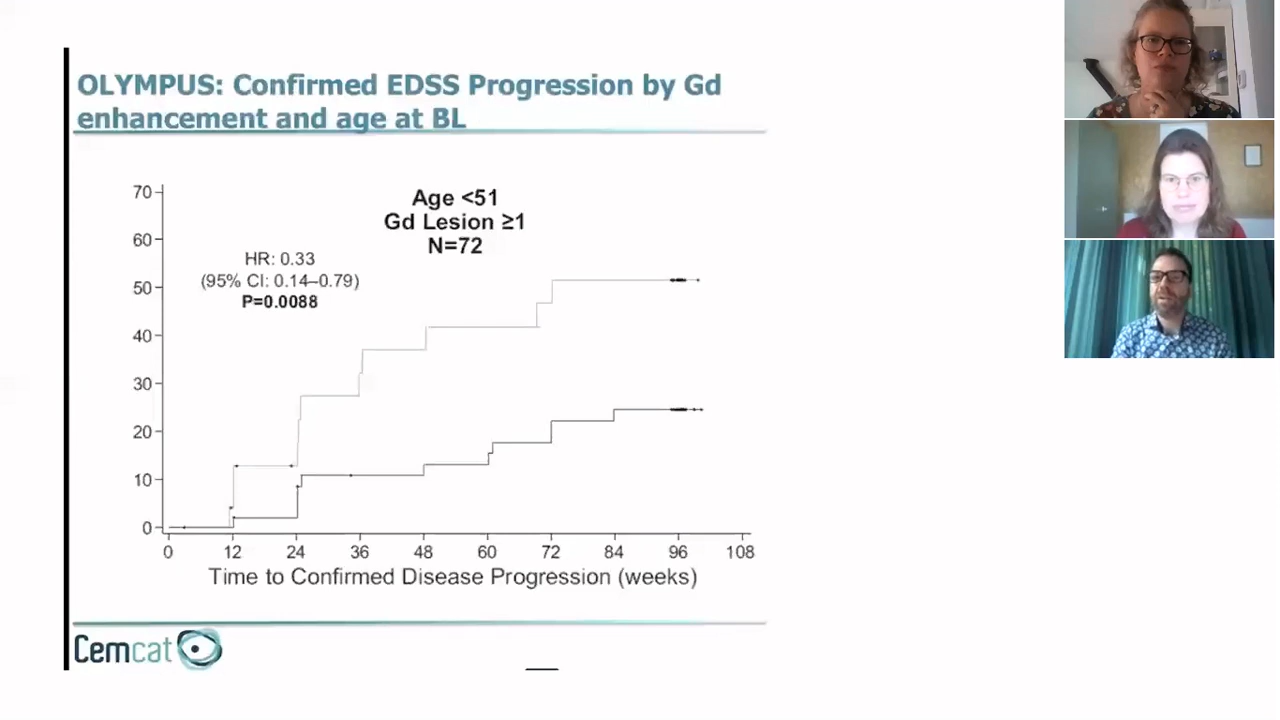 OLYMPUS: Confirmed EDSS Progression by Gd
enhancement and age at BL
Age <51
Gd Lesion ≥1
N=72
HR: 0.33
(95% CI: 0.14–0.79)
P=0.0088
70
60
50
40
30
20
10
0
0 12 24 36 48 60 72 84 96 108
Time to Confirmed Disease Progression (weeks)
Cemcat